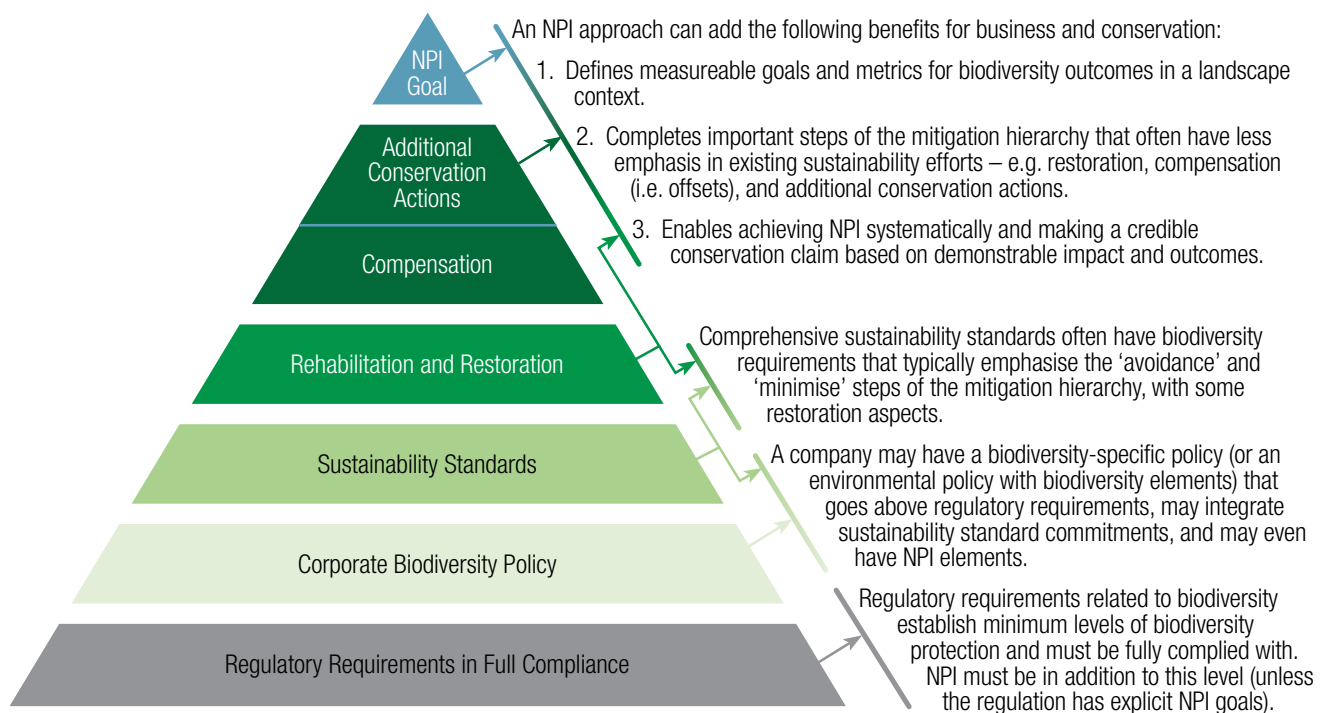 NPI
Goal
An NPI approach can add the following benefits for business and conservation:
1. Defines measureable goals and metrics for biodiversity outcomes in a landscape
context.
Additional
Conservation
Actions
2. Completes important steps of the mitigation hierarchy that often have less
emphasis in existing sustainability efforts – e.g. restoration, compensation
(i.e. offsets), and additional conservation actions.
Compensation
3. Enables achieving NPI systematically and making a credible
conservation claim based on demonstrable impact and outcomes.
Rehabilitation and Restoration
Comprehensive sustainability standards often have biodiversity
requirements that typically emphasise the ‘avoidance’ and
‘minimise’ steps of the mitigation hierarchy, with some
restoration aspects.
Sustainability Standards
A company may have a biodiversity-specific policy (or an
environmental policy with biodiversity elements) that
goes above regulatory requirements, may integrate
sustainability standard commitments, and may even
have NPI elements.
Corporate Biodiversity Policy
Regulatory requirements related to biodiversity
establish minimum levels of biodiversity
protection and must be fully complied with.
NPI must be in addition to this level (unless
the regulation has explicit NPI goals).
Regulatory Requirements in Full Compliance